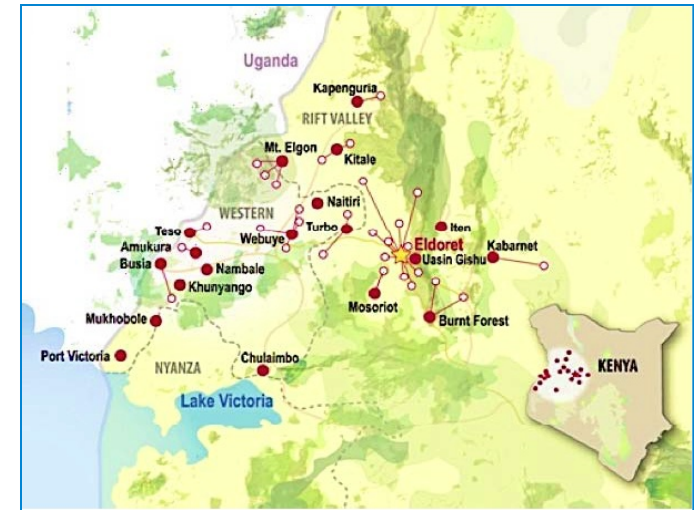 Uganda
Kapenguria
RIFT VALLEY
Mt. Elgon
Kitale
Naitiri
WESTERN
Teso
Webuye
Turbo
Iten
Eldoret
Amukura
Kabarnet
Busia
Uasin Gishu
Nambale
Khunyango
Mosoriot
Mukhobole
Burnt Forest
Port Victoria
NYANZA
Chulaimbo
KENYA
Lake Victoria